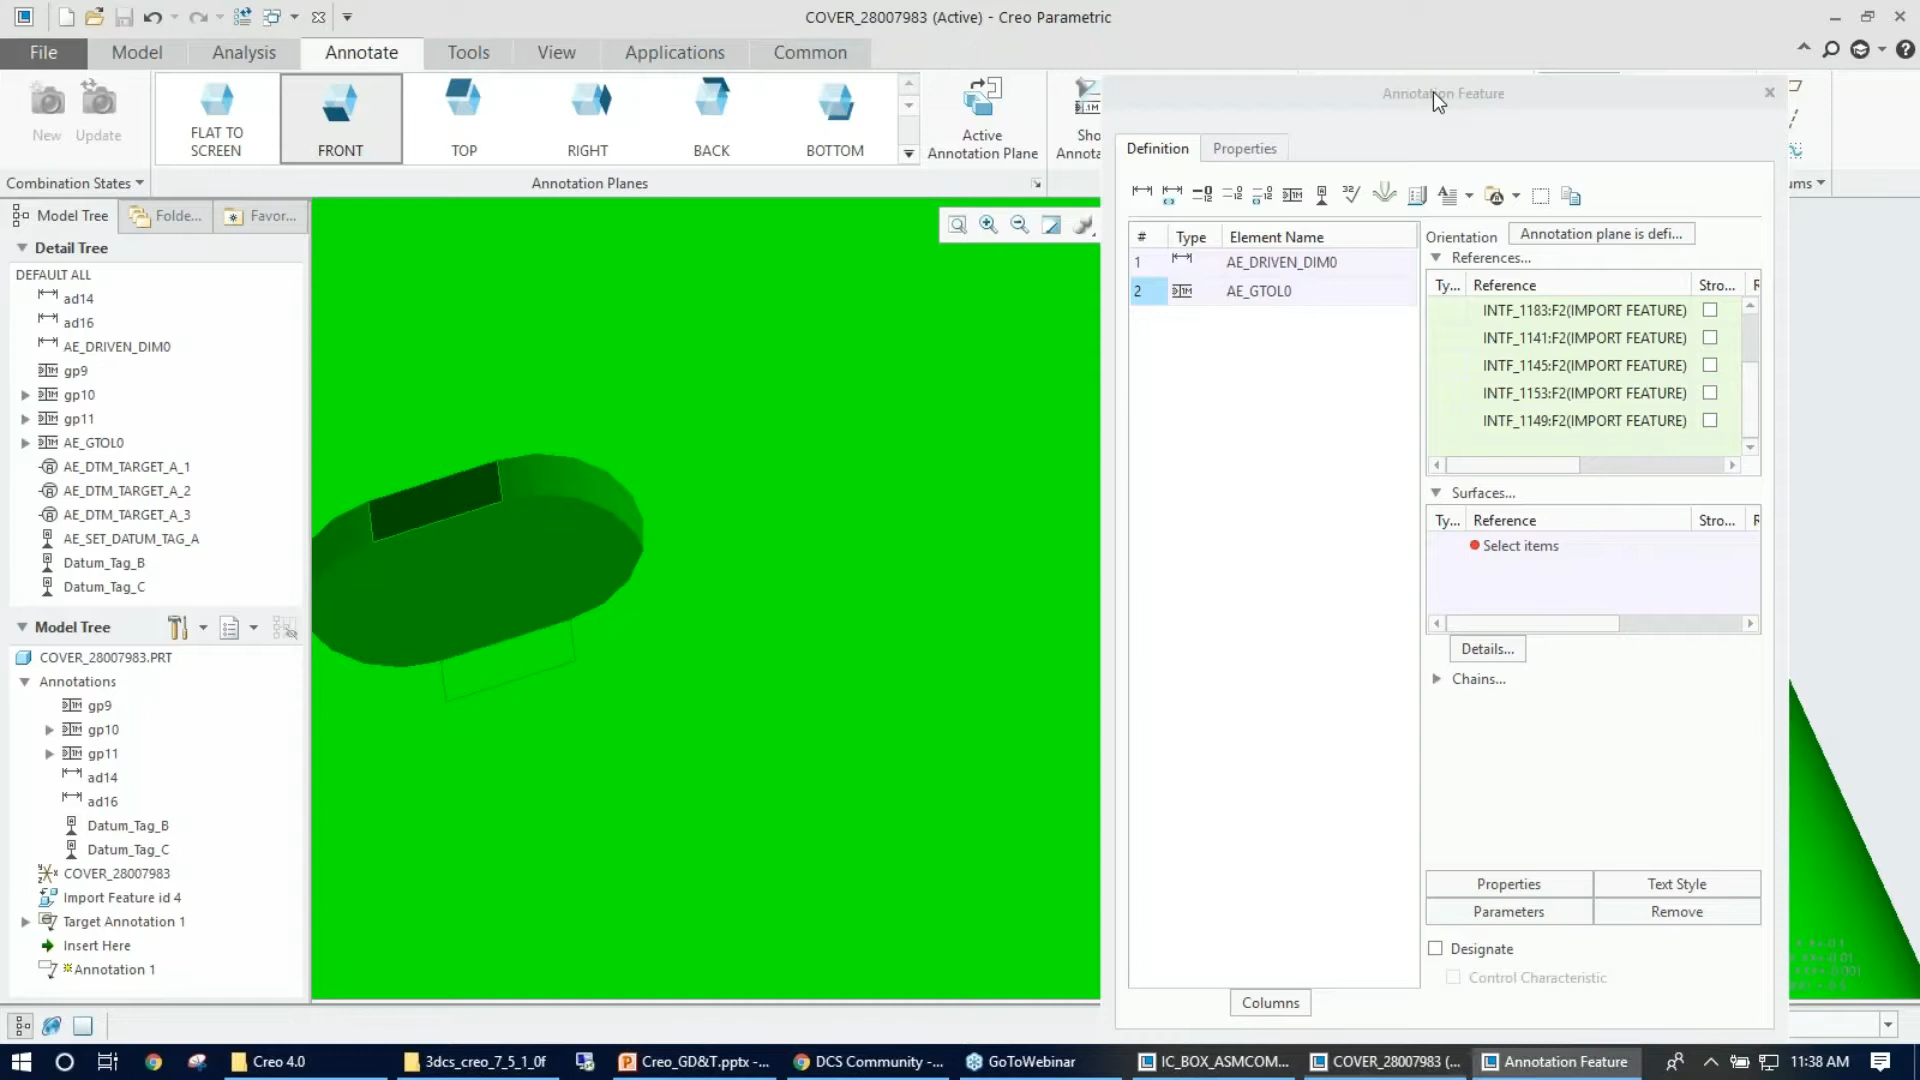 COVER_28007983 (Active) - Creo Parametric
File
Model
Analysis
Annotate
Tools
View
Applications
Common
New
Update
FLAT TO
SCREEN
FRONT
TOP
RIGHT
BACK
BOTTOM
Active
Annotation Plane
Sho
Annota
Combination States
Annotation Planes
ums
Annotation Feature
Definition
Properties
Model Tree
Folde...
Favor...
Detail Tree
DEFAULT ALL
ad14
ad16
AE_DRIVEN_DIM0
gp9
gp10
gp11
AE_GTOL0
AE_DTM_TARGET_A_1
AE_DTM_TARGET_A_2
AE_DTM_TARGET_A_3
AE_SET_DATUM_TAG_A
Datum_Tag_B
Datum_Tag_C
Model Tree
COVER_28007983.PRT
Annotations
gp9
gp10
gp11
ad14
ad16
Datum_Tag_B
Datum_Tag_C
COVER_28007983
Import Feature id 4
Target Annotation 1
Insert Here
Annotation 1
# Type Element Name
1 AE_DRIVEN_DIM0
2 AE_GTOL0
Columns
Orientation Annotation plane is defi...
References...
Ty... Reference Stro...
INTF_1183:F2(IMPORT FEATURE)
INTF_1141:F2(IMPORT FEATURE)
INTF_1145:F2(IMPORT FEATURE)
INTF_1153:F2(IMPORT FEATURE)
INTF_1149:F2(IMPORT FEATURE)
Surfaces...
Ty... Reference Stro...
Select items
Details...
Chains...
Properties Text Style
Parameters Remove
Designate
Control Characteristic
Creo 4.0
3dcs_creo_7_5_1_0f
Creo_GD&T.pptx -...
DCS Community -...
GoToWebinar
IC_BOX_ASMCOM...
COVER_28007983 (...
Annotation Feature
11:38 AM